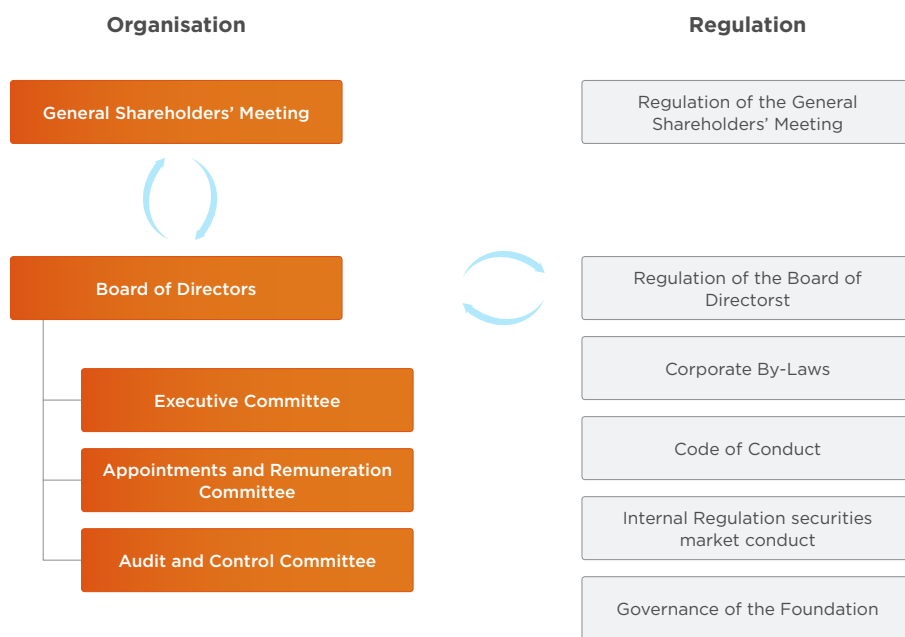 Organisation
General Shareholders’ Meeting
Board of Directors
Executive Committee
Appointments and Remuneration
Committee
Audit and Control Committee
Regulation
Regulation of the General
Shareholders’ Meeting
Regulation of the Board of
Directorst
Corporate By-Laws
Code of Conduct
Internal Regulation securities
market conduct
Governance of the Foundation